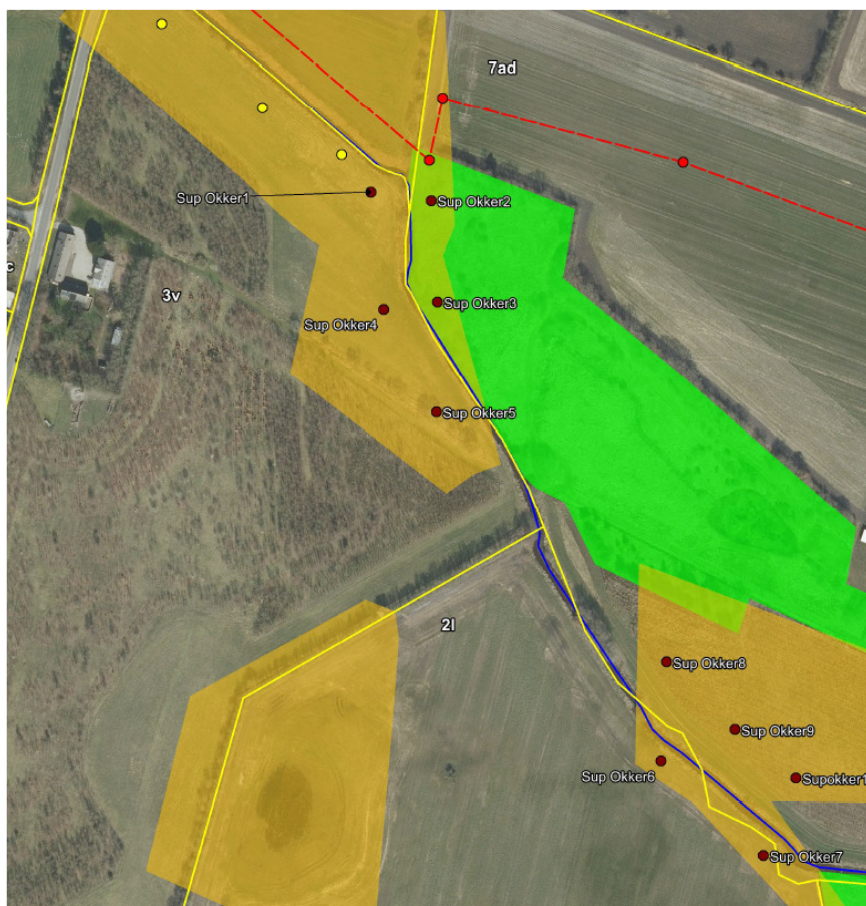 7ad
Sup Okker1
Sup Okker2
c
3v
Sup Okker3
Sup Okker4
Sup Okker5
2l
Sup Okker8
Sup Okker9
Sup Okker6
Supokker1
Sup Okker7